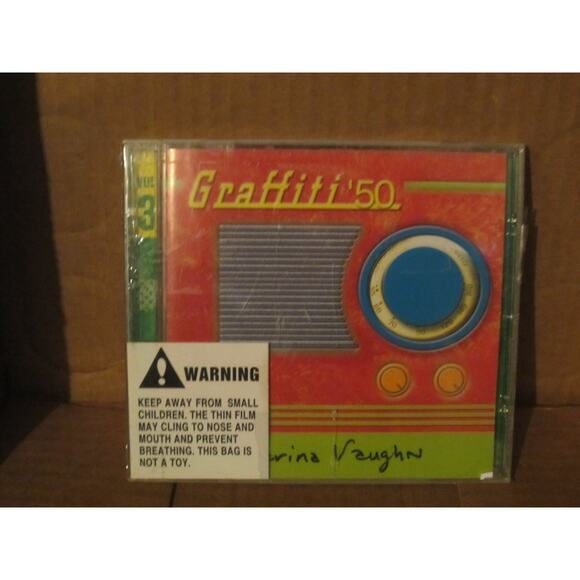 VOL
3
Graffiti '50
WARNING
KEEP AWAY FROM SMALL
CHILDREN. THE THIN FILM
MAY CLING TO NOSE AND
MOUTH AND PREVENT
BREATHING. THIS BAG IS
NOT A TOY.
Vaughn